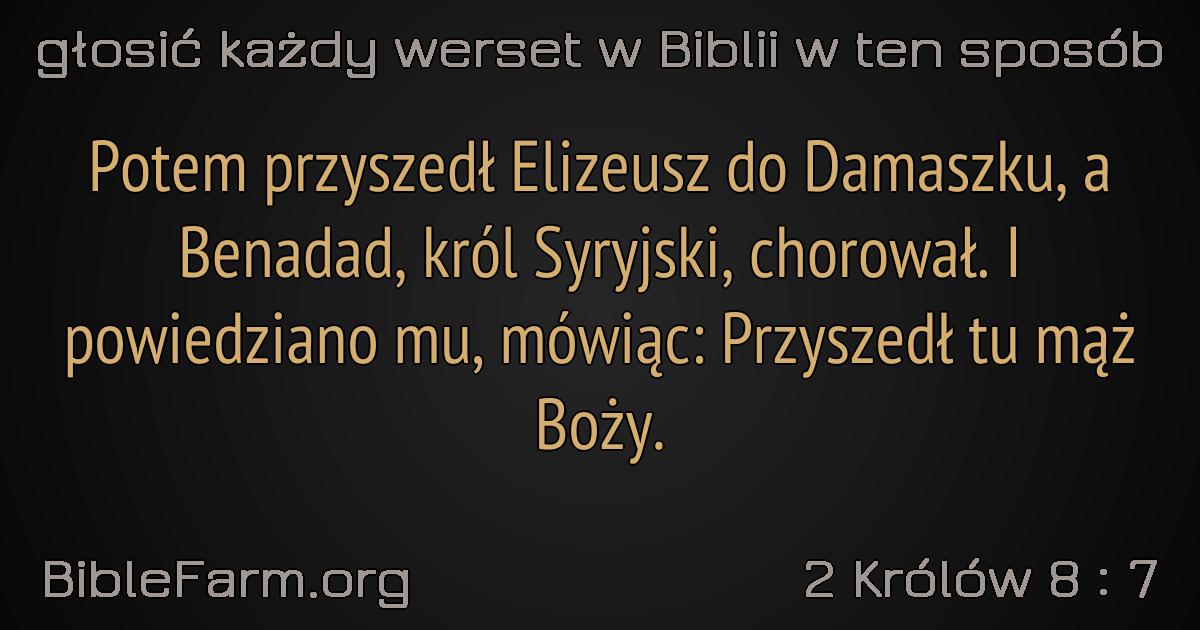 głosić każdy werset w Biblii w ten sposób
Potem przyszedł Elizeusz do Damaszku, a
Benadad, król Syryjski, chorował. I
powiedziano mu, mówiąc: Przyszedł tu mąż
Boży.
BibleFarm.org
2 Królów 8 : 7